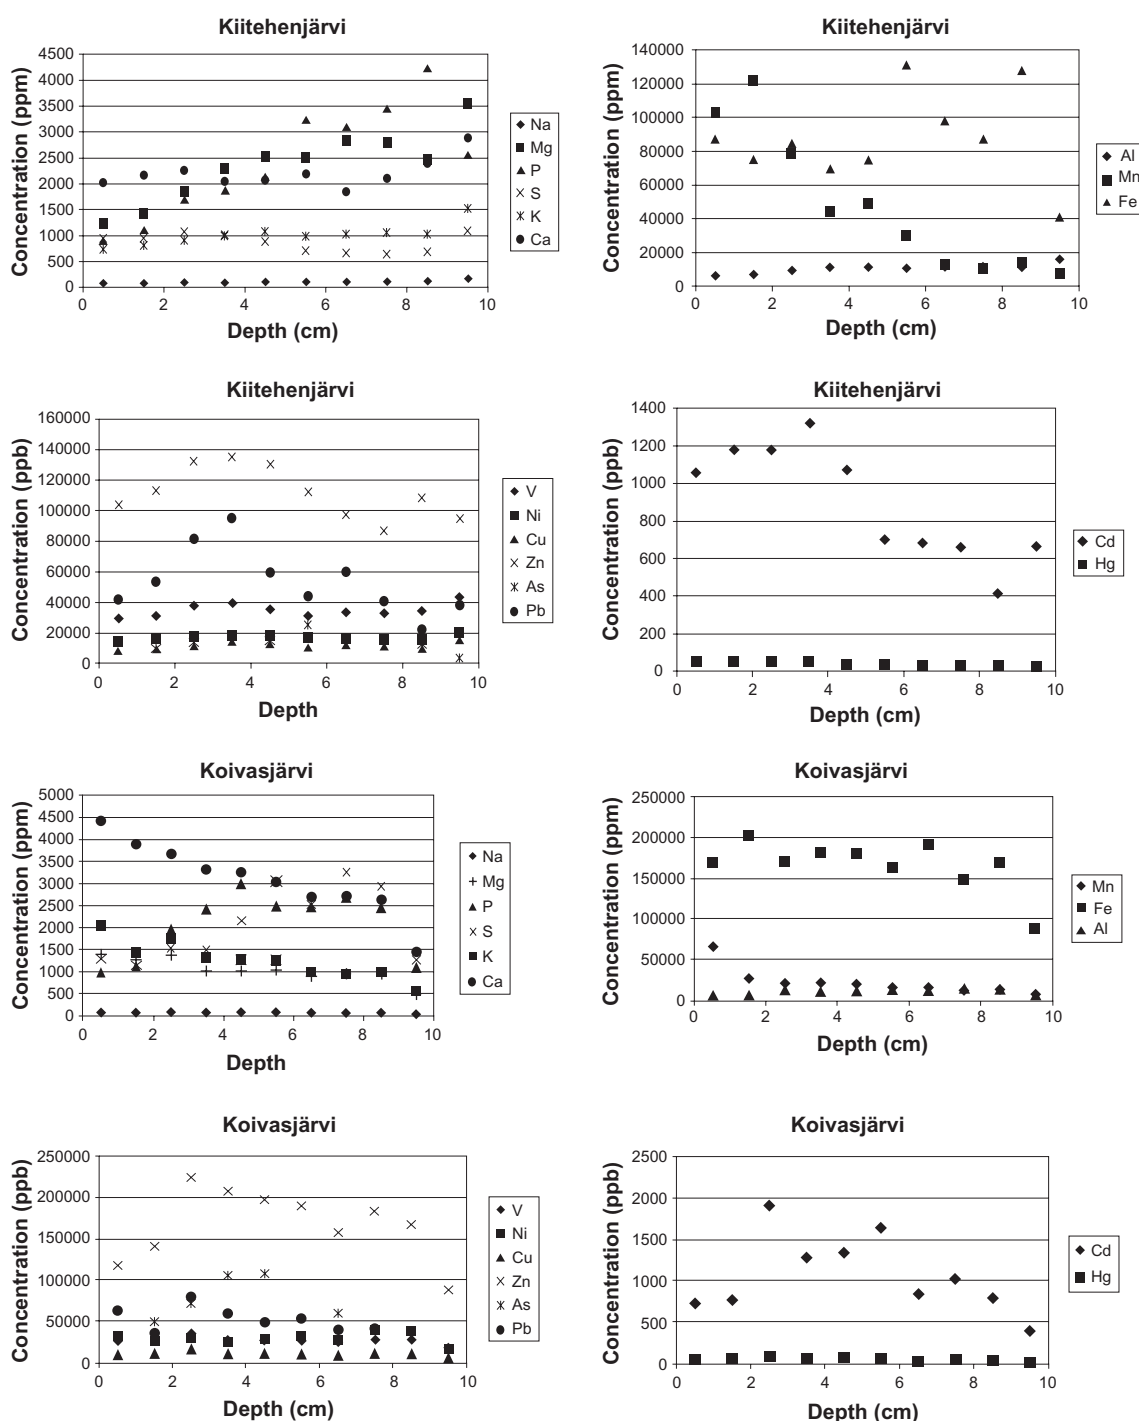 Kiitehenjärvi
Concentration (ppm)
4500
4000
3500
3000
2500
2000
1500
1000
500
0
0 2 4 6 8 10
Depth (cm)
Na
Mg
P
S
K
Ca
Kiitehenjärvi
Concentration (ppm)
140000
120000
100000
80000
60000
40000
20000
0
0 2 4 6 8 10
Depth (cm)
Al
Mn
Fe
Kiitehenjärvi
Concentration (ppb)
160000
140000
120000
100000
80000
60000
40000
20000
0
0 2 4 6 8 10
Depth
V
Ni
Cu
Zn
As
Pb
Kiitehenjärvi
Concentration (ppb)
1400
1200
1000
800
600
400
200
0
0 2 4 6 8 10
Depth (cm)
Cd
Hg
Koivasjärvi
Concentration (ppm)
5000
4500
4000
3500
3000
2500
2000
1500
1000
500
0
0 2 4 6 8 10
Depth
Na
Mg
P
S
K
Ca
Koivasjärvi
Concentration (ppm)
250000
200000
150000
100000
50000
0
0 2 4 6 8 10
Depth (cm)
Mn
Fe
Al
Koivasjärvi
Concentration (ppb)
250000
200000
150000
100000
50000
0
0 2 4 6 8 10
Depth (cm)
V
Ni
Cu
Zn
As
Pb
Koivasjärvi
Concentration (ppb)
2500
2000
1500
1000
500
0
0 2 4 6 8 10
Depth (cm)
Cd
Hg